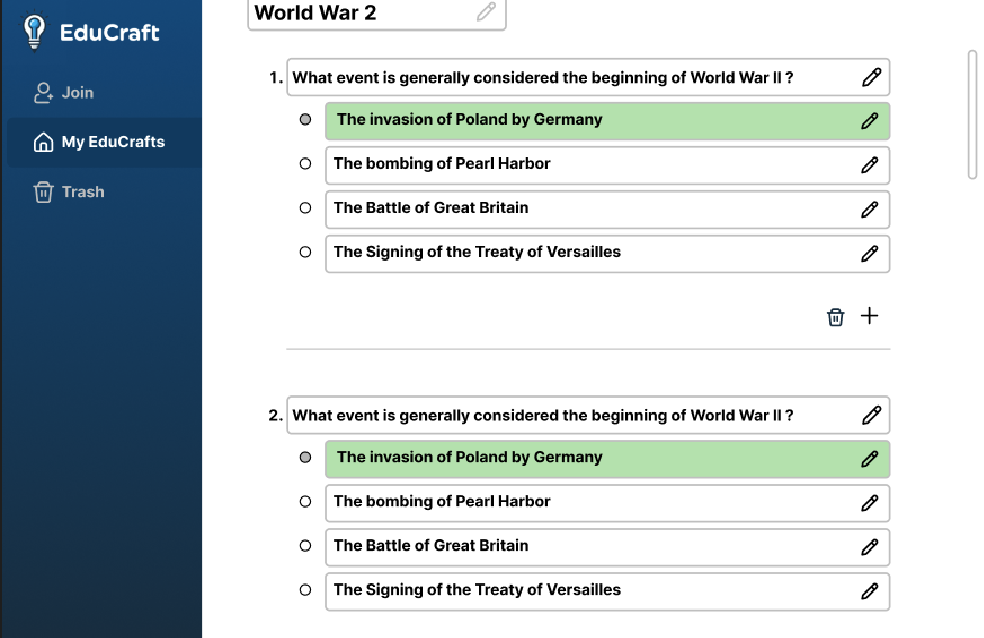 EduCraft
Join
My EduCrafts
Trash
World War 2
1. What event is generally considered the beginning of World War II ?
The invasion of Poland by Germany
The bombing of Pearl Harbor
The Battle of Great Britain
The Signing of the Treaty of Versailles
2. What event is generally considered the beginning of World War II ?
The invasion of Poland by Germany
The bombing of Pearl Harbor
The Battle of Great Britain
The Signing of the Treaty of Versailles